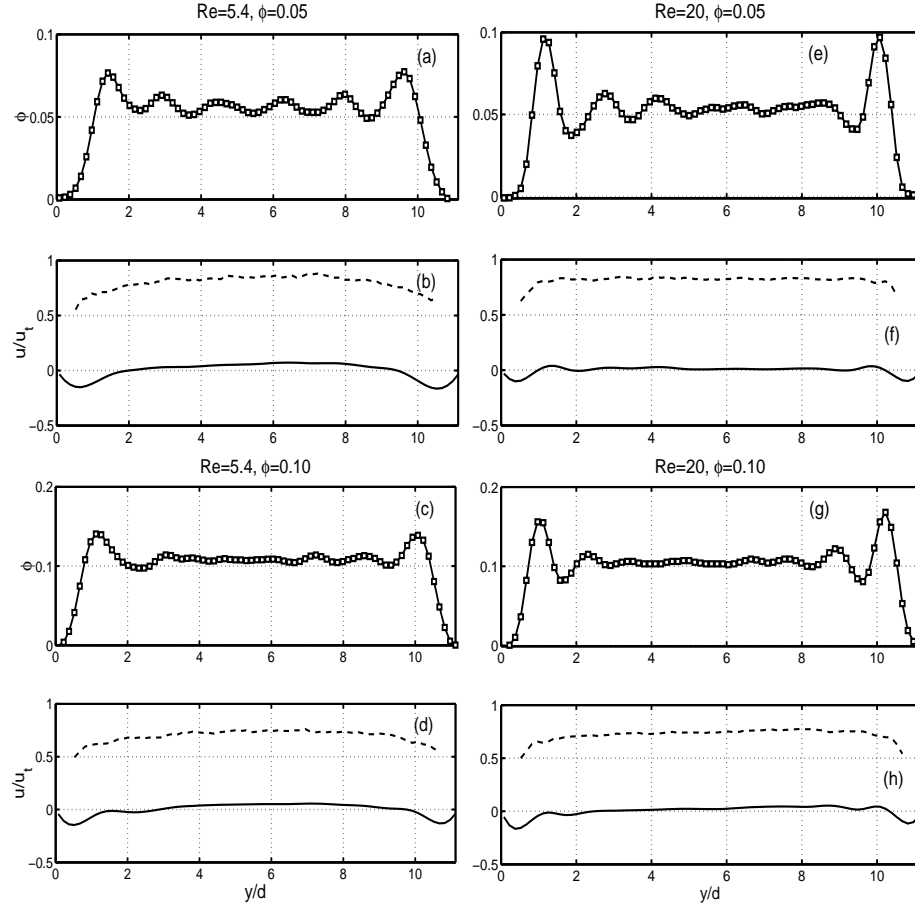 Re=5.4, ϕ=0.05
0.1
0.05
0
ϕ
(a)
0 2 4 6 8 10
1
0.5
0
−0.5
u/u_t
(b)
0 2 4 6 8 10
Re=5.4, ϕ=0.10
0.2
0.1
0
ϕ
(c)
0 2 4 6 8 10
1
0.5
0
−0.5
u/u_t
(d)
0 2 4 6 8 10
y/d
Re=20, ϕ=0.05
0.1
0.05
0
(e)
0 2 4 6 8 10
1
0.5
0
−0.5
(f)
0 2 4 6 8 10
Re=20, ϕ=0.10
0.2
0.1
0
(g)
0 2 4 6 8 10
1
0.5
0
−0.5
(h)
0 2 4 6 8 10
y/d